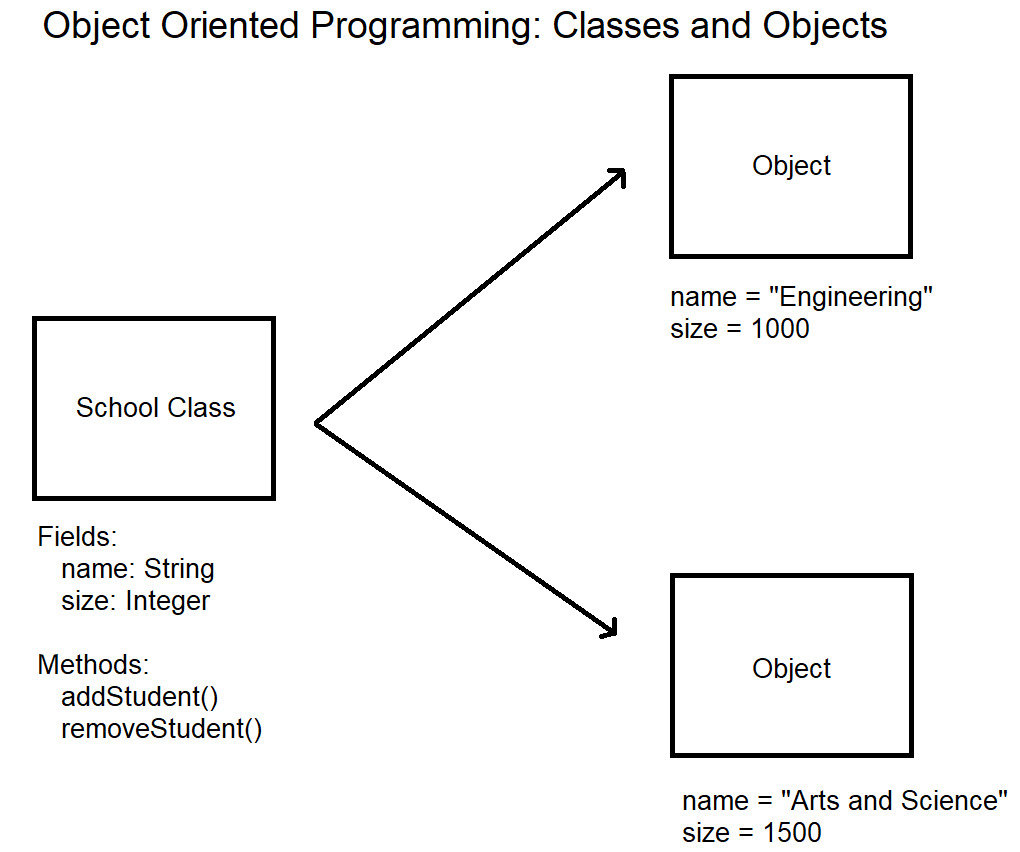 Object Oriented Programming: Classes and Objects
School Class
Fields:
name: String
size: Integer
Methods:
addStudent()
removeStudent()
Object
name = "Engineering"
size = 1000
Object
name = "Arts and Science"
size = 1500